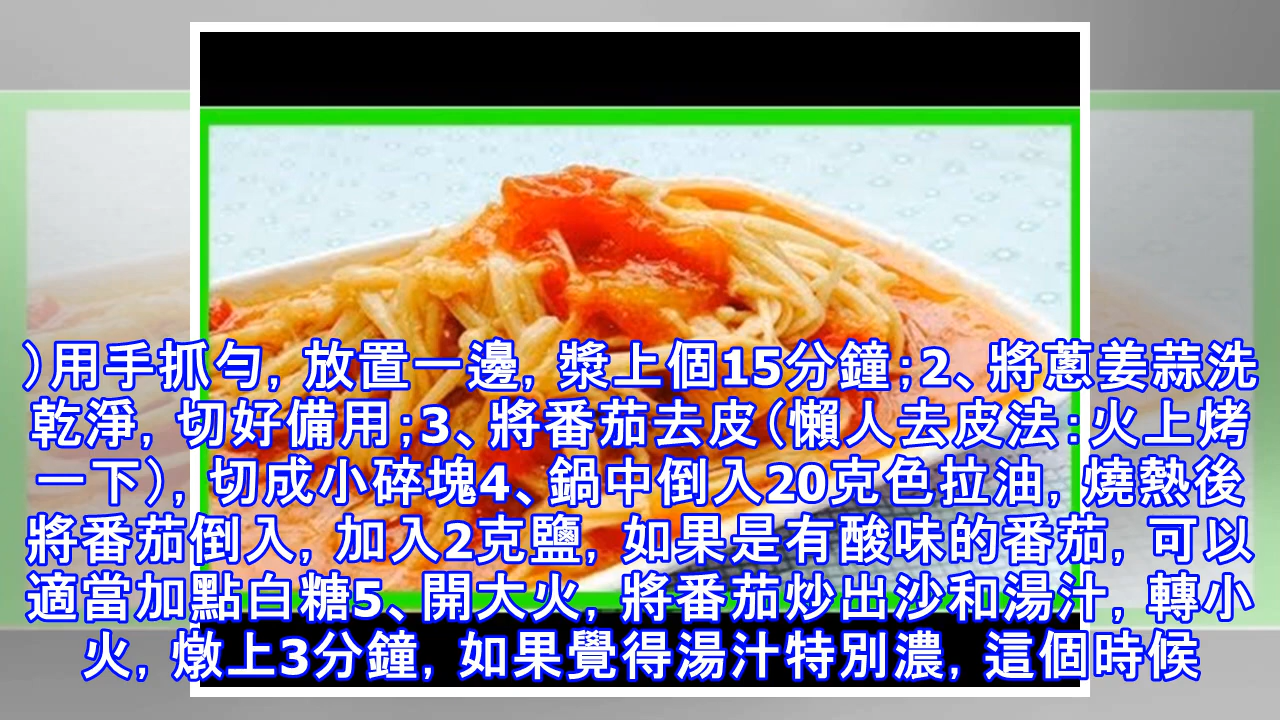 )用手抓勻, 放置一邊, 漿上個15分鐘;2、將蔥姜蒜洗
乾淨, 切好備用;3、將番茄去皮(懶人去皮法:火上烤
一下), 切成小碎塊4、鍋中倒入20克色拉油, 燒熱後
將番茄倒入, 加入2克鹽, 如果是有酸味的番茄, 可以
適當加點白糖5、開大火, 將番茄炒出沙和湯汁, 轉小
火, 燉上3分鐘, 如果覺得湯汁特別濃, 這個時候